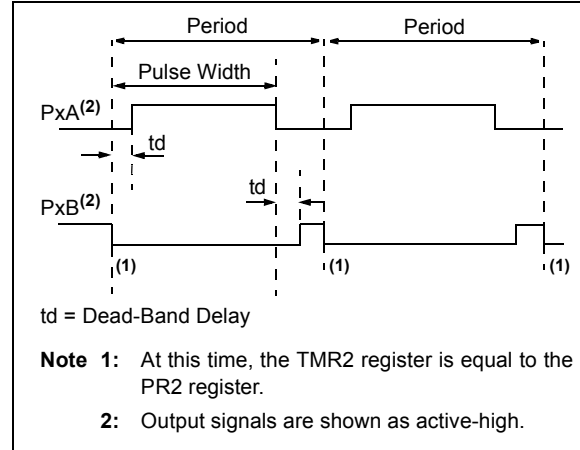 Period Period
Pulse Width
PxA(2)
td
td
PxB(2)
(1) (1) (1)
td = Dead-Band Delay
Note 1: At this time, the TMR2 register is equal to the
PR2 register.
2: Output signals are shown as active-high.